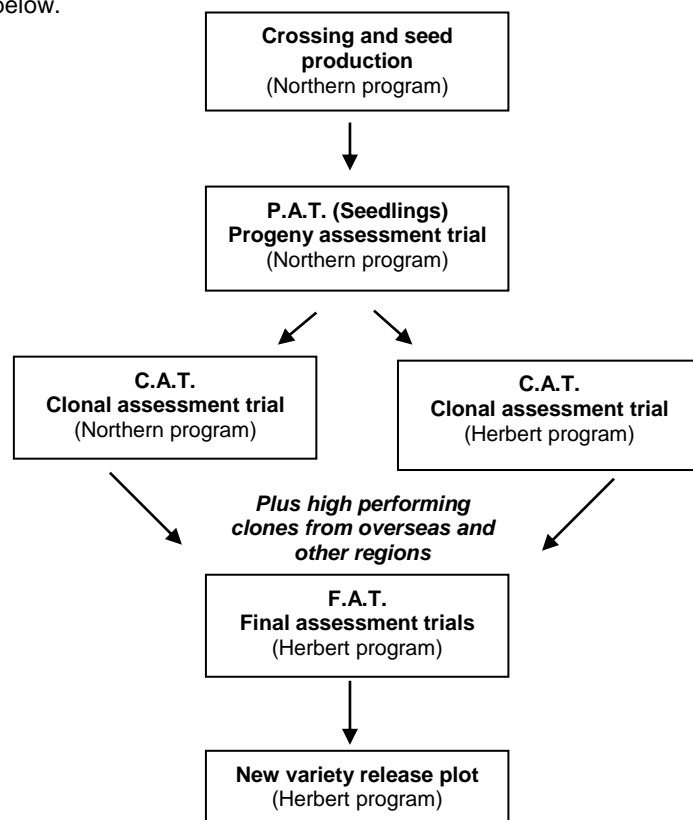 below.
Crossing and seed
production
(Northern program)
P.A.T. (Seedlings)
Progeny assessment trial
(Northern program)
C.A.T.
Clonal assessment trial
(Northern program)
C.A.T.
Clonal assessment trial
(Herbert program)
Plus high performing
clones from overseas and
other regions
F.A.T.
Final assessment trials
(Herbert program)
New variety release plot
(Herbert program)